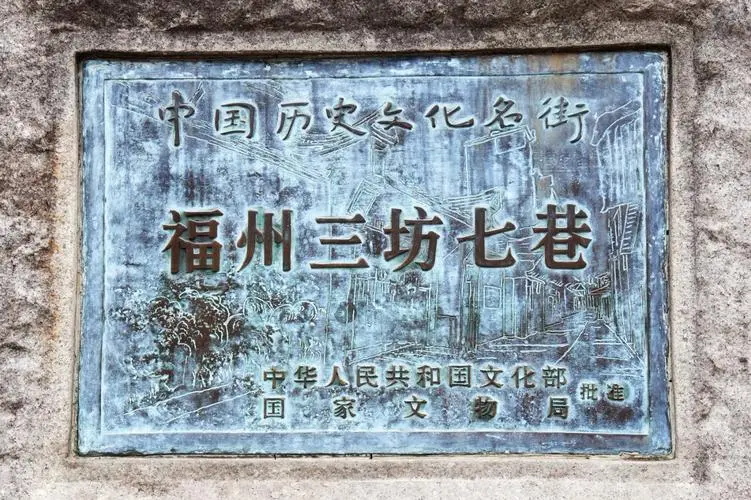 中国历史文化名街
福州三坊七巷
中华人民共和国文化部
国家文物局 批准